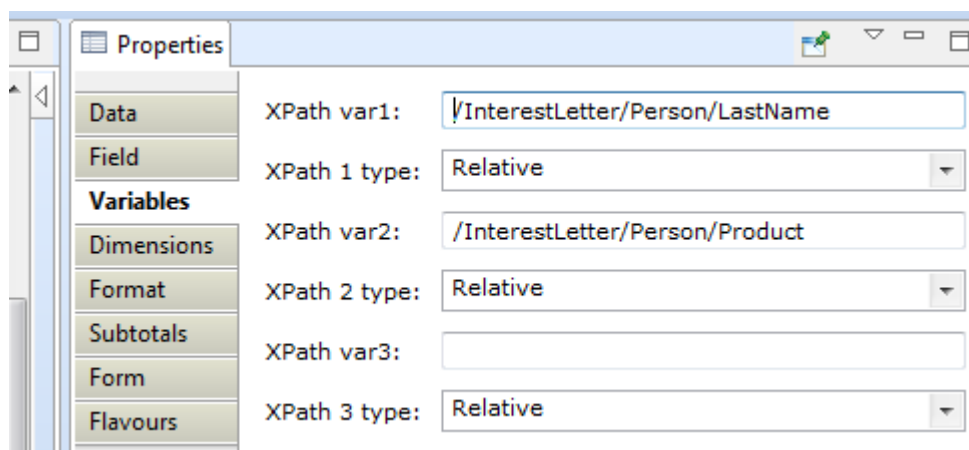 Properties
Data
Field
Variables
Dimensions
Format
Subtotals
Form
Flavours
XPath var1: /InterestLetter/Person/LastName
XPath 1 type: Relative
XPath var2: /InterestLetter/Person/Product
XPath 2 type: Relative
XPath var3:
XPath 3 type: Relative